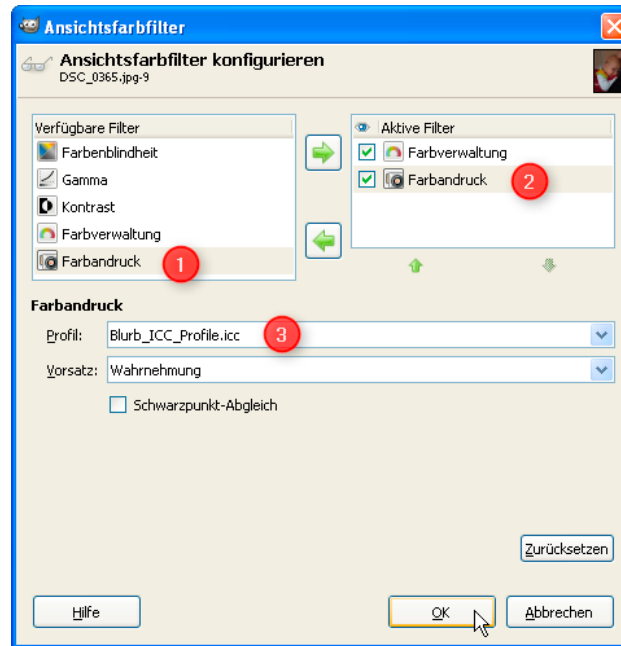 Ansichtsfarbfilter
Ansichtsfarbfilter konfigurieren
DSC_0365.jpg-9
Verfügbare Filter
Farbenblindheit
Gamma
Kontrast
Farbverwaltung
Farbandruck 1
Aktive Filter
Farbverwaltung
Farbandruck 2
Farbandruck
Profil: Blurb_ICC_Profile.icc 3
Vorsatz: Wahrnehmung
Schwarzpunkt-Abgleich
Zurücksetzen
Hilfe OK Abbrechen